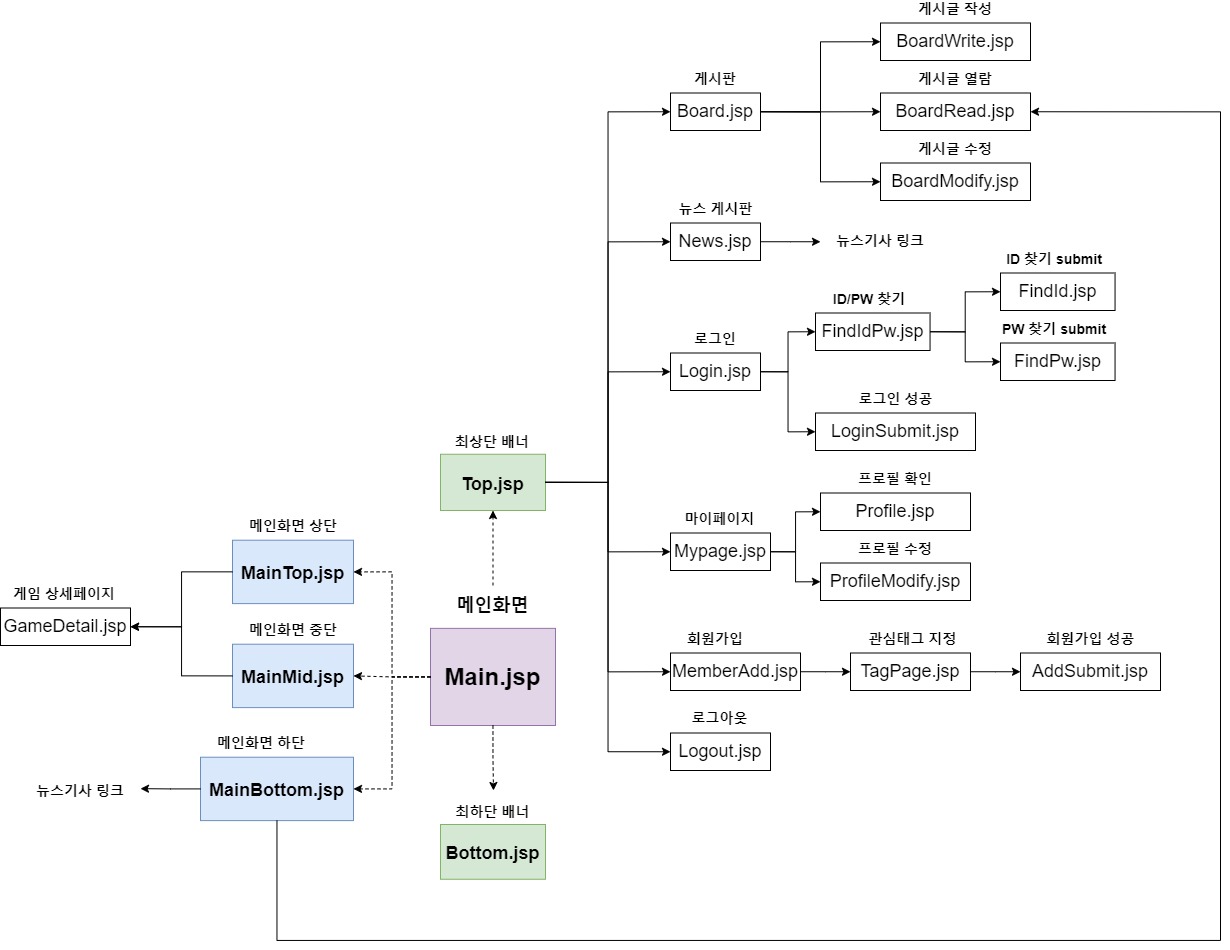 게시글 작성
BoardWrite.jsp
게시판
Board.jsp
게시글 열람
BoardRead.jsp
게시글 수정
BoardModify.jsp
뉴스 게시판
News.jsp
뉴스기사 링크
ID 찾기 submit
FindId.jsp
ID/PW 찾기
FindIdPw.jsp
PW 찾기 submit
FindPw.jsp
로그인
Login.jsp
로그인 성공
LoginSubmit.jsp
최상단 배너
Top.jsp
프로필 확인
Profile.jsp
마이페이지
Mypage.jsp
프로필 수정
ProfileModify.jsp
메인화면 상단
MainTop.jsp
게임 상세페이지
GameDetail.jsp
메인화면 중단
MainMid.jsp
메인화면
Main.jsp
회원가입
MemberAdd.jsp
관심태그 지정
TagPage.jsp
회원가입 성공
AddSubmit.jsp
로그아웃
Logout.jsp
메인화면 하단
MainBottom.jsp
뉴스기사 링크
최하단 배너
Bottom.jsp